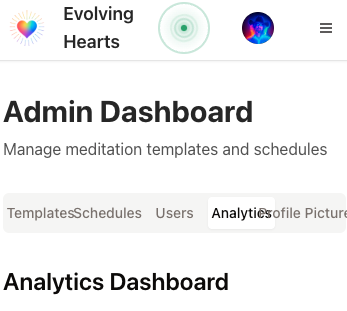 Evolving
Hearts
Admin Dashboard
Manage meditation templates and schedules
Templates Schedules Users Analytics Profile Picture
Analytics Dashboard